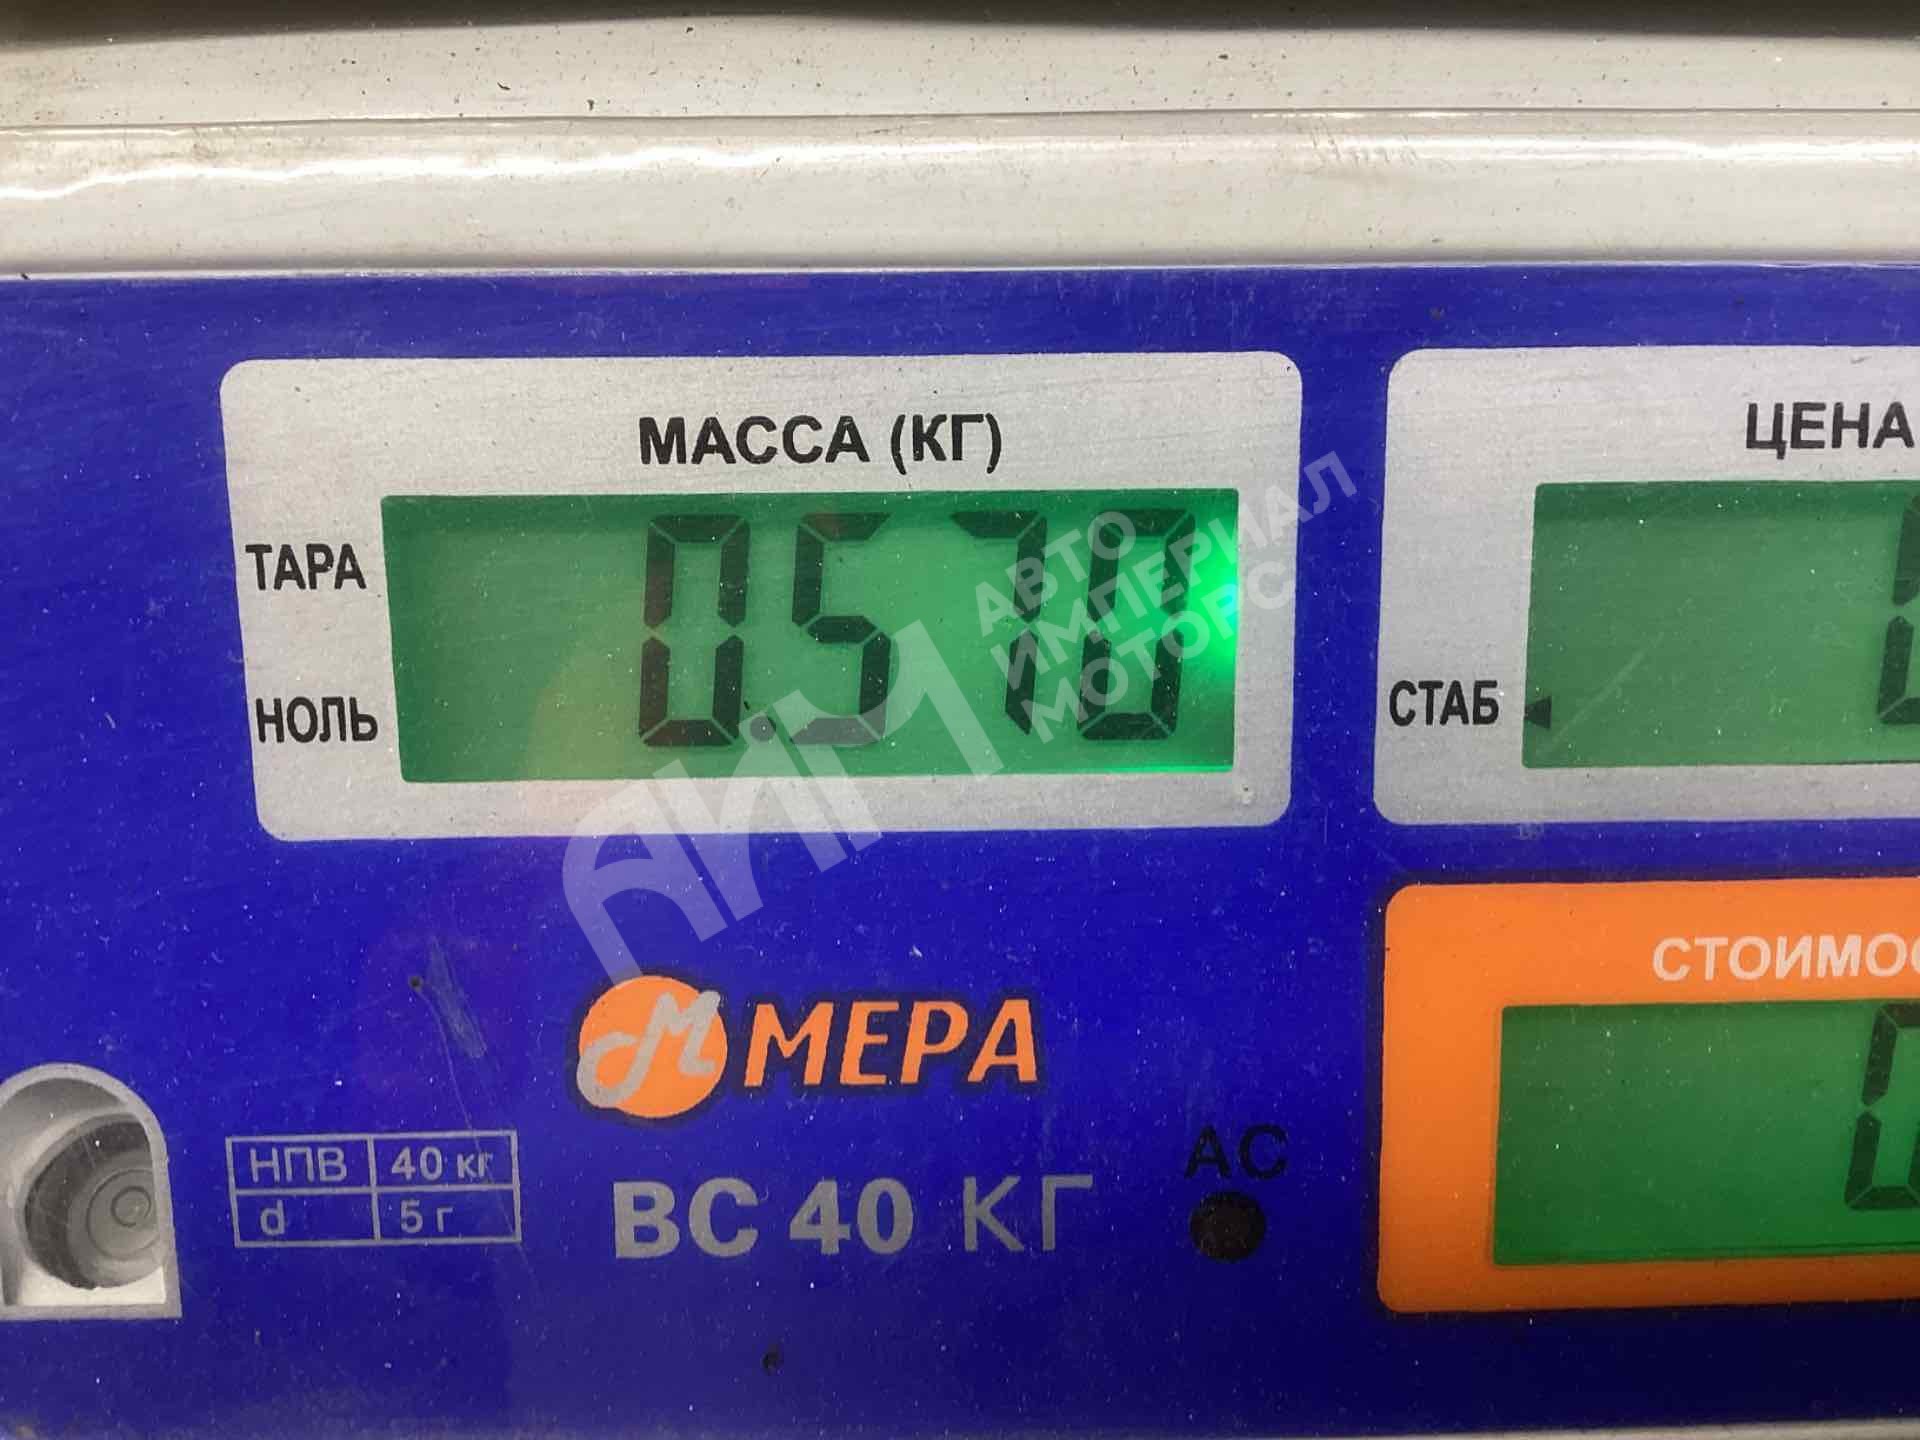 МАССА (КГ)
ЦЕНА
ТАРА
0.570
НОЛЬ
СТАБ
АИМ
АВТО
ИМПЕРИАЛ
МОТОРС
М МЕРА
НПВ 40 кг
d 5 г
ВС 40 КГ
АС